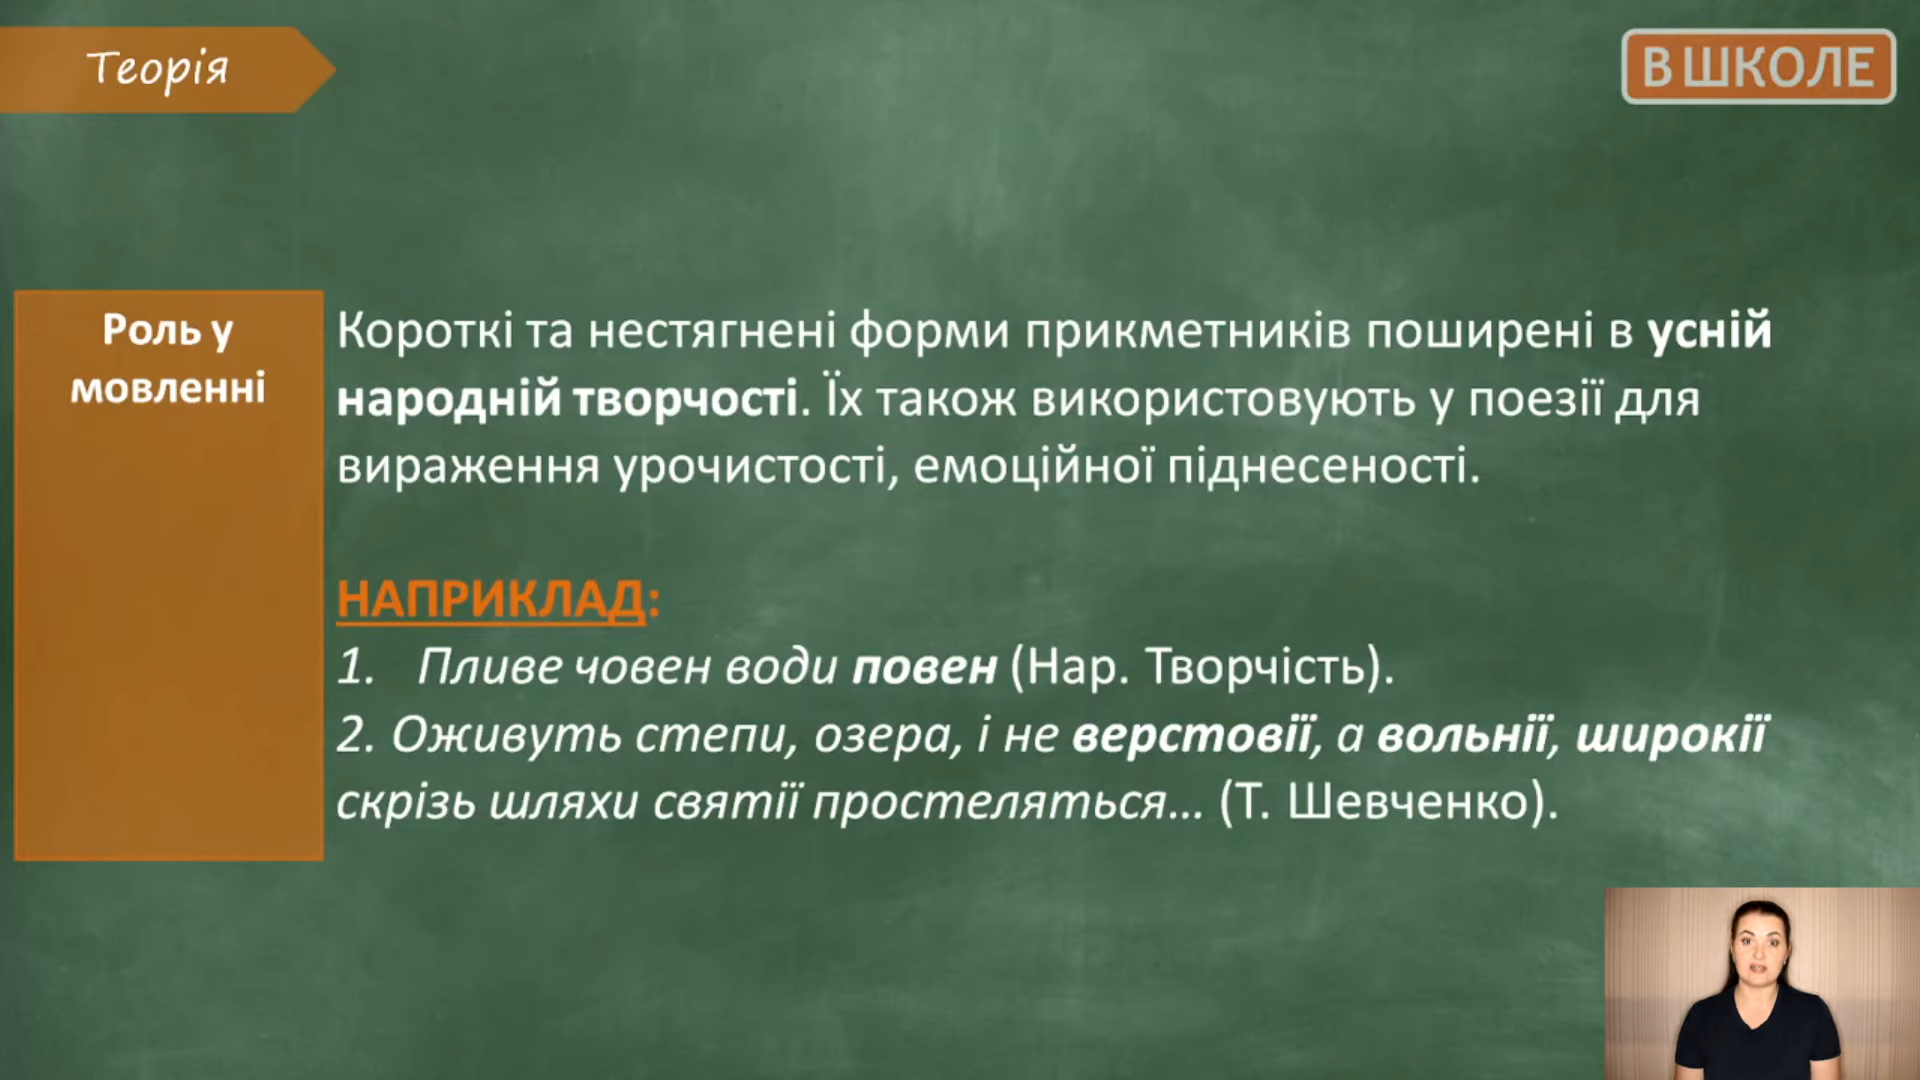 Теорія
В ШКОЛЕ
Роль у
мовленні
Короткі та нестягнені форми прикметників поширені в усній
народній творчості. Їх також використовують у поезії для
вираження урочистості, емоційної піднесеності.
НАПРИКЛАД:
1. Пливе човен води повен (Нар. Творчість).
2. Оживуть степи, озера, і не верстовії, а вольнії, широкії
скрізь шляхи святії простеляться... (Т. Шевченко).